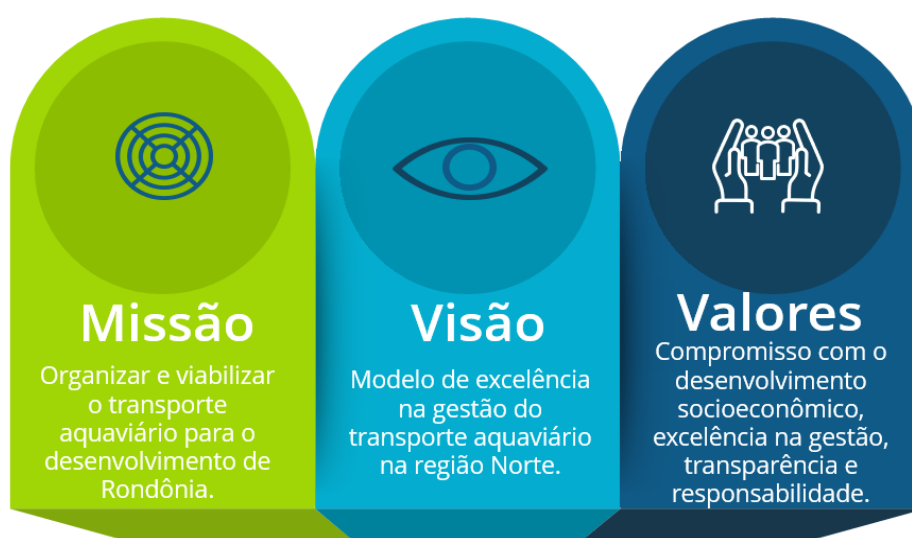 Missão
Organizar e viabilizar
o transporte
aquaviário para o
desenvolvimento de
Rondônia.
Visão
Modelo de excelência
na gestão do
transporte aquaviário
na região Norte.
Valores
Compromisso com o
desenvolvimento
socioeconômico,
excelência na gestão,
transparência e
responsabilidade.